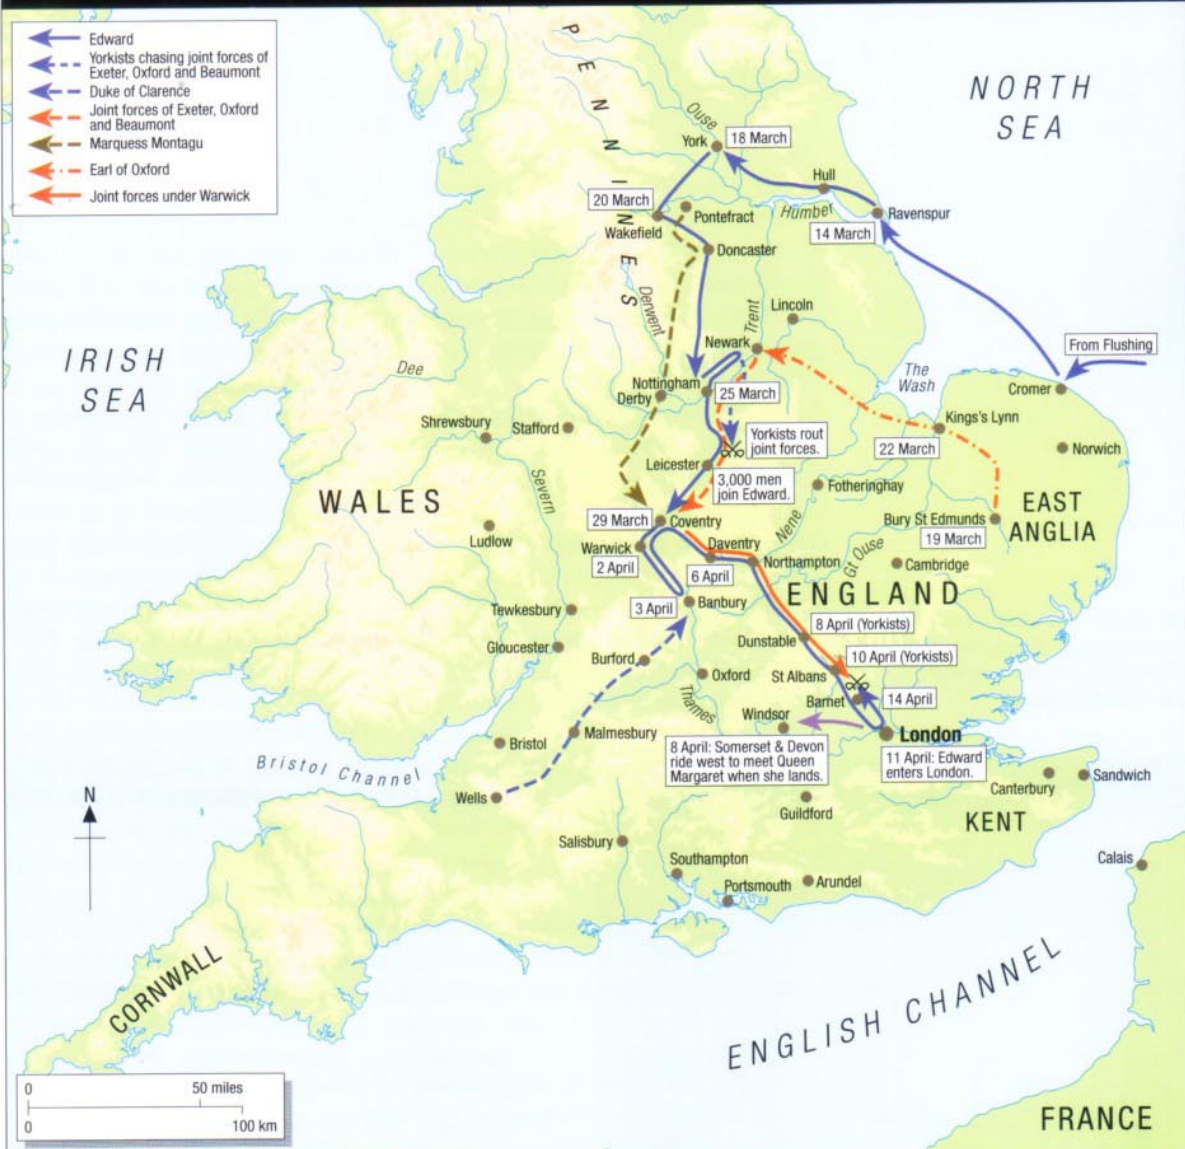 Edward
Yorkists chasing joint forces of
Exeter, Oxford and Beaumont
Duke of Clarence
Joint forces of Exeter, Oxford
and Beaumont
Marquess Montagu
Earl of Oxford
Joint forces under Warwick
PENNINES
NORTH
SEA
Ouse
York
18 March
Hull
20 March
Pontefract
Humber
Ravenspur
Wakefield
14 March
Doncaster
Derwent
Trent
Lincoln
IRISH
SEA
Dee
Newark
From Flushing
The
Wash
Nottingham
Derby
25 March
Cromer
Shrewsbury
Stafford
Kings's Lynn
Yorkists rout
joint forces.
22 March
Norwich
Leicester
Severn
3,000 men
join Edward.
Fotheringhay
WALES
EAST
ANGLIA
29 March
Coventry
Nene
Bury St Edmunds
19 March
Ludlow
Warwick
2 April
Daventry
Northampton
Gt Ouse
Cambridge
6 April
ENGLAND
Tewkesbury
3 April
Banbury
8 April (Yorkists)
Gloucester
Dunstable
Burford
10 April (Yorkists)
Oxford
St Albans
Thames
Barnet
14 April
Windsor
Malmesbury
London
Bristol
8 April: Somerset & Devon
ride west to meet Queen
Margaret when she lands.
11 April: Edward
enters London.
Bristol Channel
Canterbury
Sandwich
N
Wells
Guildford
KENT
Salisbury
Southampton
Calais
Portsmouth
Arundel
CORNWALL
ENGLISH CHANNEL
0
50 miles
0
100 km
FRANCE